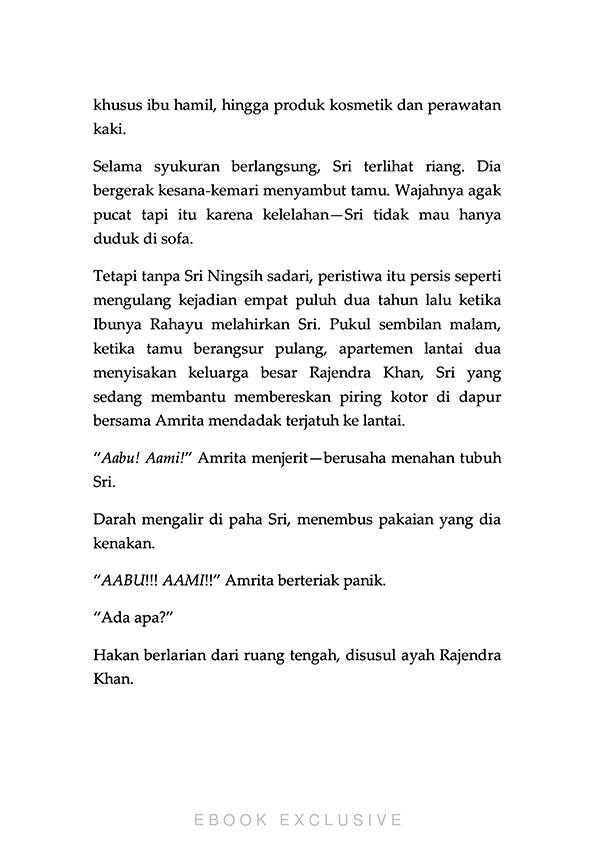 khusus ibu hamil, hingga produk kosmetik dan perawatan
kaki.
Selama syukuran berlangsung, Sri terlihat riang. Dia
bergerak kesana-kemari menyambut tamu. Wajahnya agak
pucat tapi itu karena kelelahan—Sri tidak mau hanya
duduk di sofa.
Tetapi tanpa Sri Ningsih sadari, peristiwa itu persis seperti
mengulang kejadian empat puluh dua tahun lalu ketika
Ibunya Rahayu melahirkan Sri. Pukul sembilan malam,
ketika tamu berangsur pulang, apartemen lantai dua
menyisakan keluarga besar Rajendra Khan, Sri yang
sedang membantu membereskan piring kotor di dapur
bersama Amrita mendadak terjatuh ke lantai.
“Aabu! Aami!” Amrita menjerit—berusaha menahan tubuh
Sri.
Darah mengalir di paha Sri, menembus pakaian yang dia
kenakan.
“AABU!!! AAMI!!” Amrita berteriak panik.
“Ada apa?”
Hakan berlarian dari ruang tengah, disusul ayah Rajendra
Khan.
EBOOK EXCLUSIVE